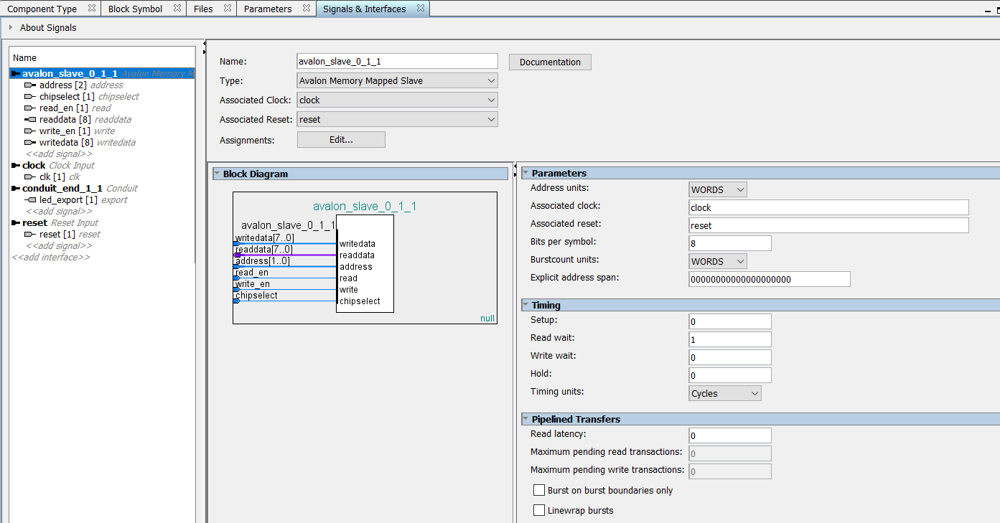 Component Type Block Symbol Files Parameters Signals & Interfaces
About Signals
Name
avalon_slave_0_1_1 Avalon Memory M
address [2] address
chipselect [1] chipselect
read_en [1] read
readdata [8] readdata
write_en [1] write
writedata [8] writedata
<<add signal>>
clock Clock Input
clk [1] clk
conduit_end_1_1 Conduit
led_export [1] export
<<add signal>>
reset Reset Input
reset [1] reset
<<add signal>>
<<add interface>>
Name: avalon_slave_0_1_1 Documentation
Type: Avalon Memory Mapped Slave
Associated Clock: clock
Associated Reset: reset
Assignments: Edit...
Block Diagram
avalon_slave_0_1_1
avalon_slave_0_1_1
writedata[7..0] writedata
readdata[7..0] readdata
address[1..0] address
read_en read
write_en write
chipselect chipselect
null
Parameters
Address units: WORDS
Associated clock: clock
Associated reset: reset
Bits per symbol: 8
Burstcount units: WORDS
Explicit address span: 00000000000000000000
Timing
Setup: 0
Read wait: 1
Write wait: 0
Hold: 0
Timing units: Cycles
Pipelined Transfers
Read latency: 0
Maximum pending read transactions: 0
Maximum pending write transactions: 0
Burst on burst boundaries only
Linewrap bursts